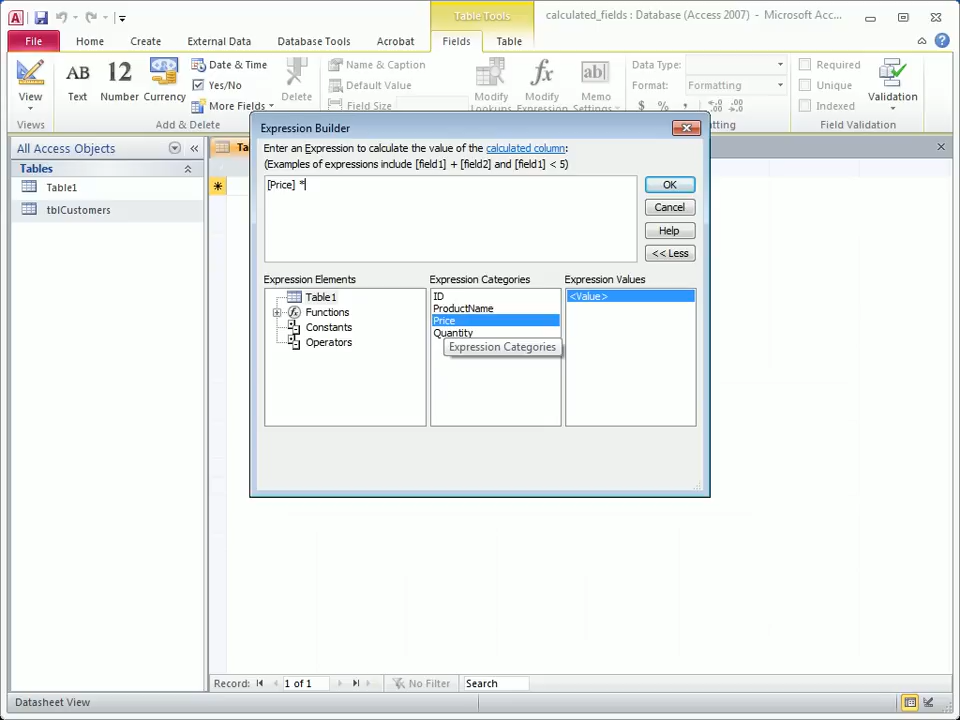 Table Tools
calculated_fields : Database (Access 2007) - Microsoft Acc...
File Home Create External Data Database Tools Acrobat Fields Table
View
Views
AB
Text
12
Number
Currency
Date & Time
Yes/No
More Fields
Delete
Add & Delete
Name & Caption
Default Value
Field Size
Modify
Lookups
fx
Modify
Expression
ab
Memo
Settings
Data Type:
Format: Formatting
$ % ,
Required
Unique
Indexed
Validation
Field Validation
All Access Objects
Tables
Table1
tblCustomers
Expression Builder
Enter an Expression to calculate the value of the calculated column:
(Examples of expressions include [field1] + [field2] and [field1] < 5)
[Price] *
OK
Cancel
Help
<< Less
Expression Elements
Table1
Functions
Constants
Operators
Expression Categories
ID
ProductName
Price
Quantity
Expression Categories
Expression Values
<Value>
Record: 1 of 1 No Filter Search
Datasheet View